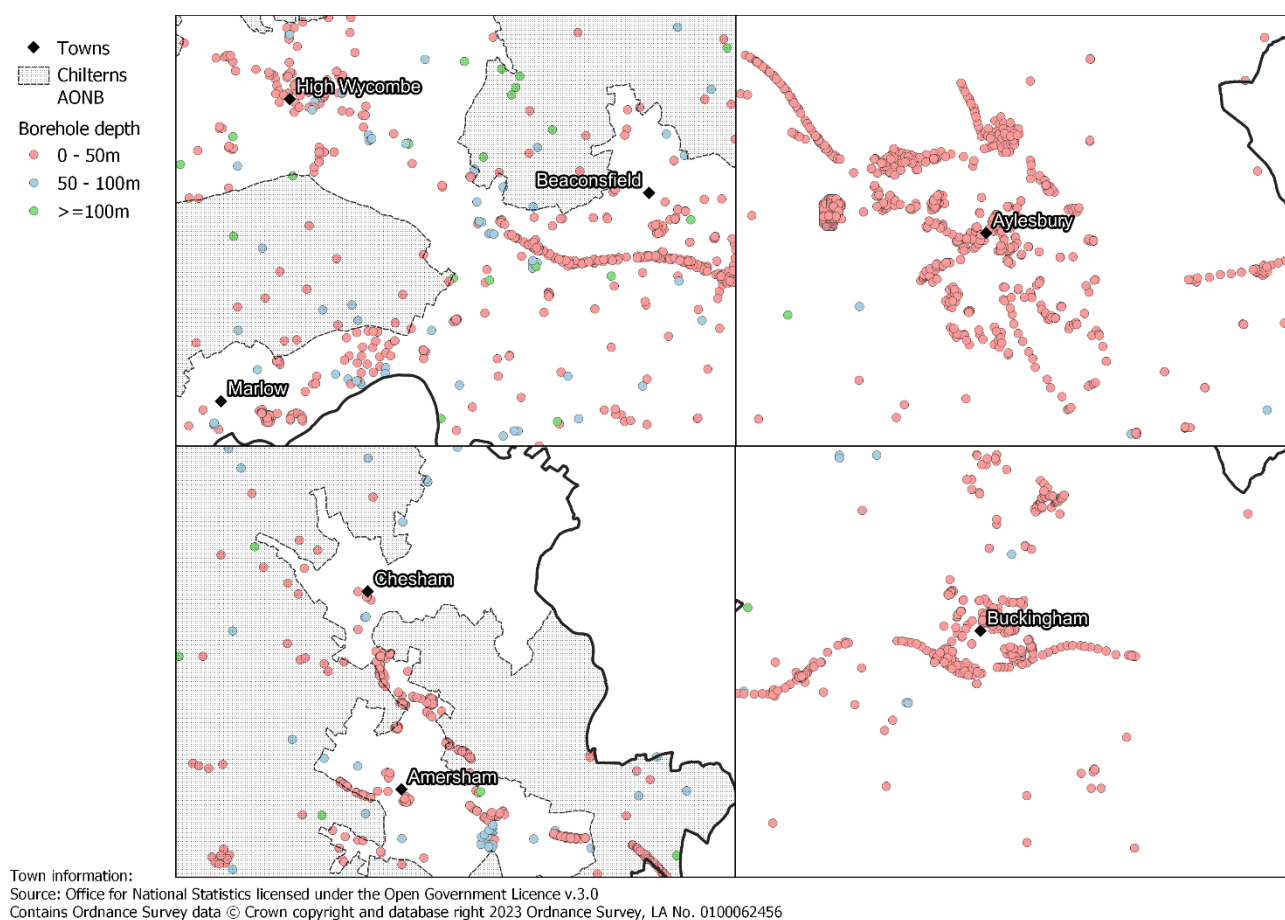 Towns
Chilterns
AONB
Borehole depth
0 - 50m
50 - 100m
>=100m
High Wycombe
Beaconsfield
Marlow
Aylesbury
Chesham
Amersham
Buckingham
Town information:
Source: Office for National Statistics licensed under the Open Government Licence v.3.0
Contains Ordnance Survey data © Crown copyright and database right 2023 Ordnance Survey, LA No. 0100062456